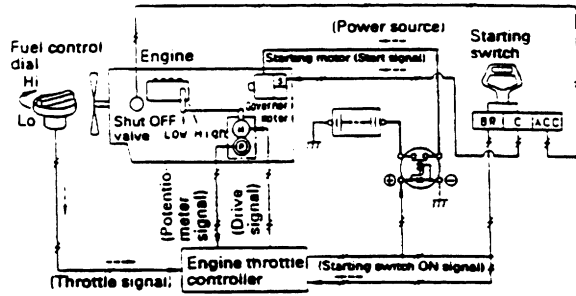 (Power source)
Fuel control
dial
Hi
Lo
Engine
Starting motor (Start signal)
Starting
switch
S
Governor
motor
Shut OFF
valve
Low High
M
P
BR C ACC
(Potentio
meter
signal)
(Drive
signal)
(Throttle signal)
Engine throttle
controller
(Starting switch ON signal)